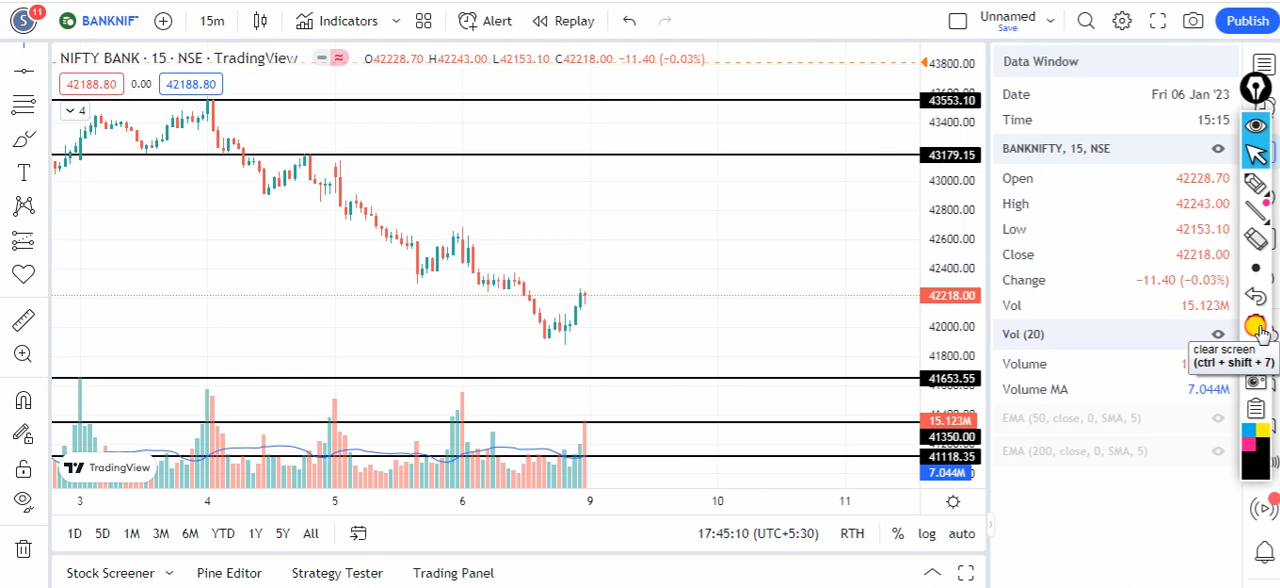 S 11 BANKNIF 15m Indicators Alert Replay Unnamed Save Publish
NIFTY BANK · 15 · NSE · TradingView O42228.70 H42243.00 L42153.10 C42218.00 −11.40 (−0.03%)
42188.80 0.00 42188.80
4
43800.00
43553.10
43400.00
43179.15
43000.00
42800.00
42600.00
42400.00
42218.00
42000.00
41800.00
41653.55
15.123M
41350.00
41118.35
7.044M
TradingView
3 4 5 6 9 10 11
1D 5D 1M 3M 6M YTD 1Y 5Y All 17:45:10 (UTC+5:30) RTH % log auto
Stock Screener Pine Editor Strategy Tester Trading Panel
Data Window
Date Fri 06 Jan '23
Time 15:15
BANKNIFTY, 15, NSE
Open 42228.70
High 42243.00
Low 42153.10
Close 42218.00
Change −11.40 (−0.03%)
Vol 15.123M
Vol (20)
clear screen
(ctrl + shift + 7)
Volume
Volume MA 7.044M
EMA (50, close, 0, SMA, 5)
EMA (200, close, 0, SMA, 5)